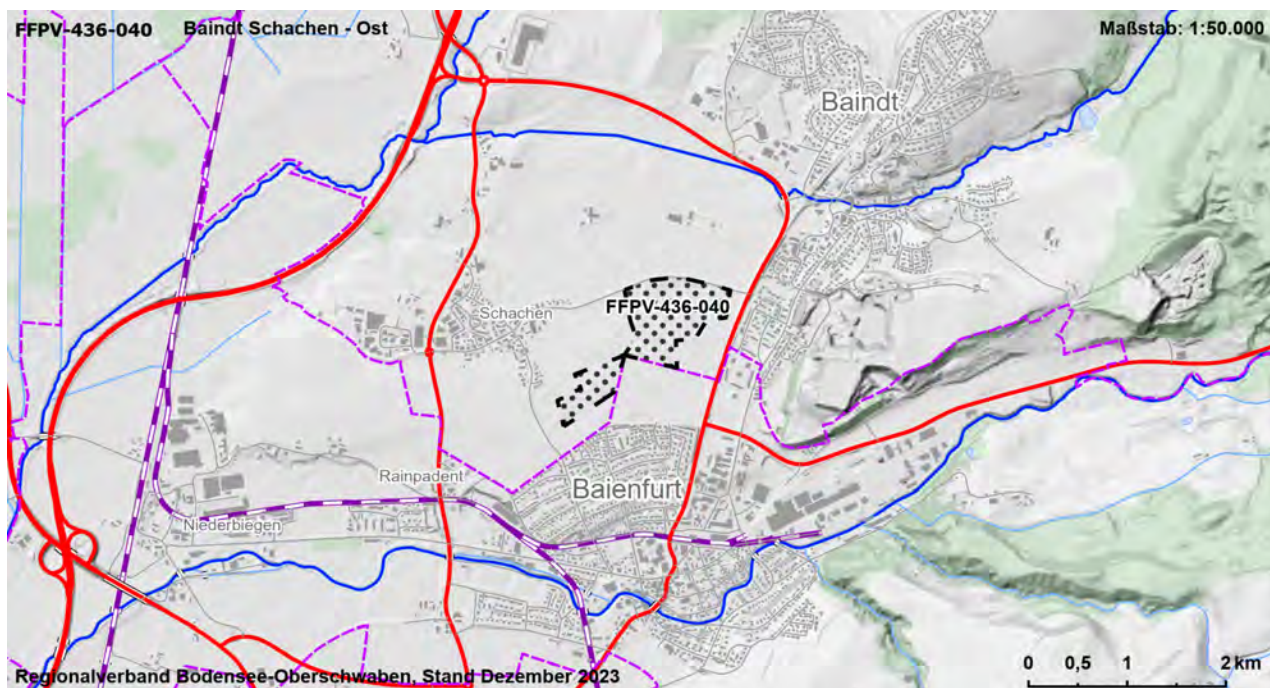 FFPV-436-040 Baindt Schachen - Ost Maßstab: 1:50.000
Baindt
FFPV-436-040
Schachen
Rainpadent
Baienfurt
Niederbiegen
0 0,5 1 2 km
Regionalverband Bodensee-Oberschwaben, Stand Dezember 2023